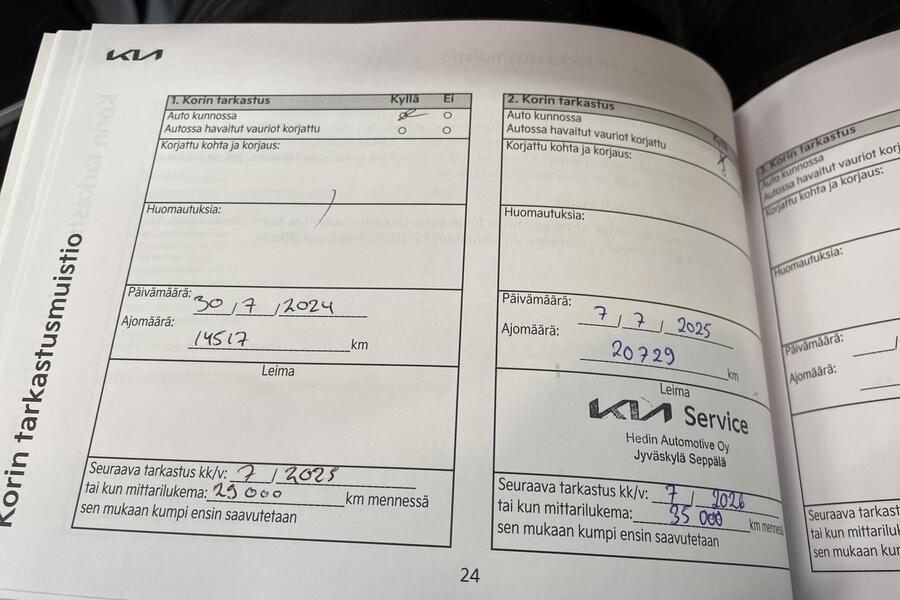 KIA
Korin tarkastusmuistio
1. Korin tarkastus Kyllä Ei
Auto kunnossa
Autossa havaitut vauriot korjattu
Korjattu kohta ja korjaus:
Huomautuksia:
Päivämäärä: 30 / 7 / 2024
Ajomäärä: 14517 km
Leima
Seuraava tarkastus kk/v: 7 / 2025
tai kun mittarilukema: 29000 km mennessä
sen mukaan kumpi ensin saavutetaan
2. Korin tarkastus
Auto kunnossa
Autossa havaitut vauriot korjattu
Korjattu kohta ja korjaus:
Huomautuksia:
Päivämäärä: 7 / 7 / 2025
Ajomäärä: 20729 km
Leima
KIA Service
Hedin Automotive Oy
Jyväskylä Seppälä
Seuraava tarkastus kk/v: 7 / 2026
tai kun mittarilukema: 35 000 km mennessä
sen mukaan kumpi ensin saavutetaan
24
3. Korin tarkastus
Auto kunnossa
Autossa havaitut vauriot kor
Korjattu kohta ja korjaus:
Huomautuksia:
Päivämäärä: /
Ajomäärä:
Seuraava tarkast
tai kun mittariluk
sen mukaan ku